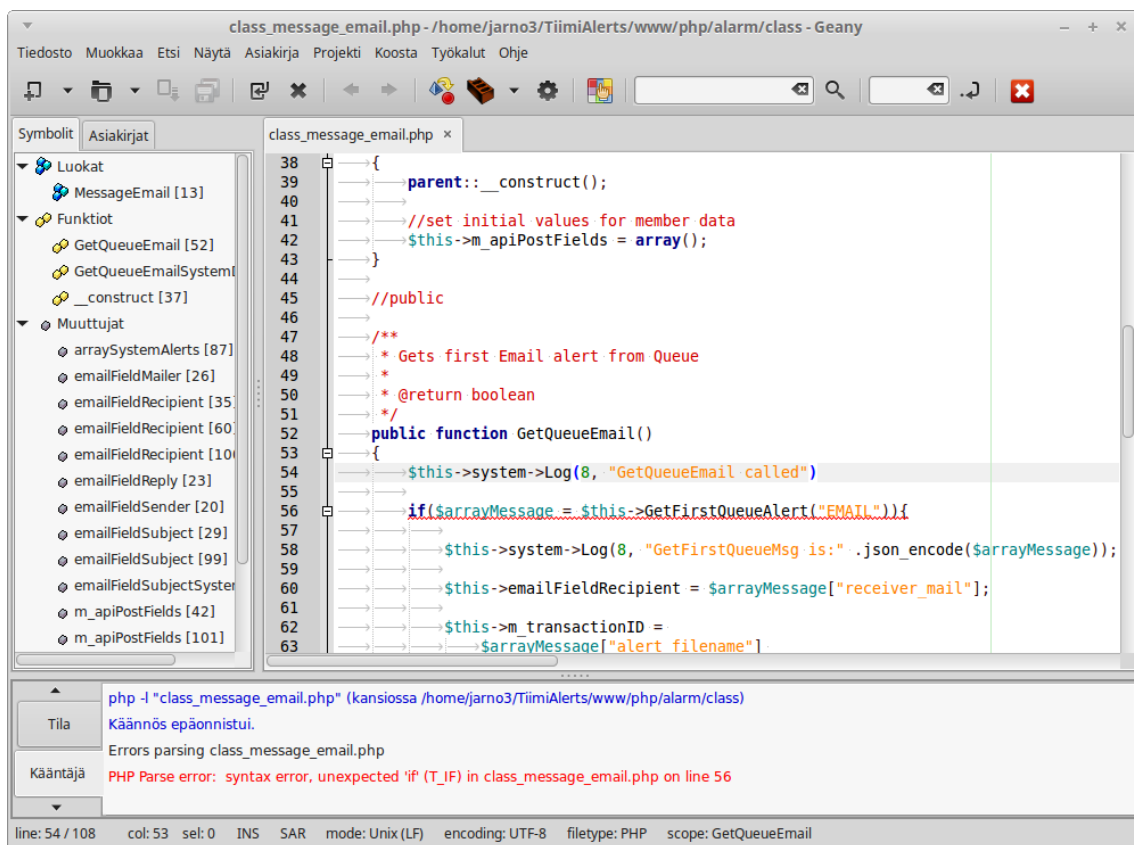 class_message_email.php - /home/jarno3/TiimiAlerts/www/php/alarm/class - Geany
Tiedosto Muokkaa Etsi Näytä Asiakirja Projekti Koosta Työkalut Ohje
Symbolit Asiakirjat
Luokat
MessageEmail [13]
Funktiot
GetQueueEmail [52]
GetQueueEmailSystem
__construct [37]
Muuttujat
arraySystemAlerts [87]
emailFieldMailer [26]
emailFieldRecipient [35]
emailFieldRecipient [60]
emailFieldRecipient [10
emailFieldReply [23]
emailFieldSender [20]
emailFieldSubject [29]
emailFieldSubject [99]
emailFieldSubjectSyster
m_apiPostFields [42]
m_apiPostFields [101]
class_message_email.php ×
38 {
39 parent::__construct();
40
41 //set initial values for member data
42 $this->m_apiPostFields = array();
43 }
44
45 //public
46
47 /**
48 * Gets first Email alert from Queue
49 *
50 * @return boolean
51 */
52 public function GetQueueEmail()
53 {
54 $this->system->Log(8, "GetQueueEmail called")
55
56 if($arrayMessage = $this->GetFirstQueueAlert("EMAIL")){
57
58 $this->system->Log(8, "GetFirstQueueMsg is:" .json_encode($arrayMessage));
59
60 $this->emailFieldRecipient = $arrayMessage["receiver_mail"];
61
62 $this->m_transactionID =
63 $arrayMessage["alert_filename"]
Tila
Kääntäjä
php -l "class_message_email.php" (kansiossa /home/jarno3/TiimiAlerts/www/php/alarm/class)
Käännös epäonnistui.
Errors parsing class_message_email.php
PHP Parse error:  syntax error, unexpected 'if' (T_IF) in class_message_email.php on line 56
line: 54 / 108 col: 53 sel: 0 INS SAR mode: Unix (LF) encoding: UTF-8 filetype: PHP scope: GetQueueEmail